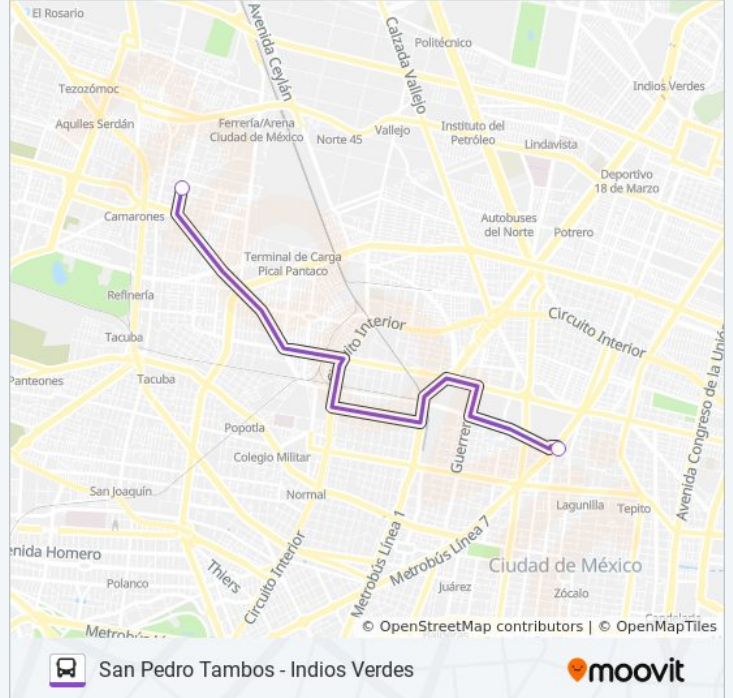 El Rosario
Avenida Ceylán
Calzada Vallejo
Politécnico
Tezozómoc
Indios Verdes
Aquiles Serdán
Ferrería/Arena
Ciudad de México
Norte 45
Vallejo
Instituto del
Petróleo
Lindavista
Deportivo
18 de Marzo
Camarones
Autobuses
del Norte
Potrero
Terminal de Carga
Pical Pantaco
Refinería
Circuito Interior
Circuito Interior
Tacuba
Panteones
Tacuba
Avenida Congreso de la Unión
Popotla
Guerrero
Colegio Militar
San Joaquín
Normal
Lagunilla
Tepito
Metrobús Línea 1
Metrobús Línea 7
enida Homero
Thiers
Circuito Interior
Ciudad de México
Polanco
Juárez
Zócalo
© OpenStreetMap contributors | © OpenMapTiles
San Pedro Tambos - Indios Verdes
moovit